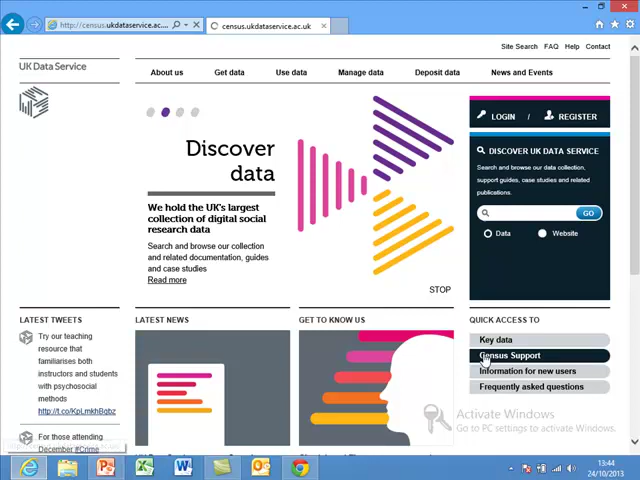 http://census.ukdataservice.ac....
census.ukdataservice.ac.uk
Site Search FAQ Help Contact
UK Data Service
About us Get data Use data Manage data Deposit data News and Events
Discover
data
We hold the UK's largest
collection of digital social
research data
Search and browse our collection
and related documentation, guides
and case studies
Read more
STOP
LOGIN / REGISTER
DISCOVER UK DATA SERVICE
Search and browse our data collection,
support guides, case studies and related
publications.
GO
Data Website
LATEST TWEETS
Try our teaching
resource that
familiarises both
instructors and students
with psychosocial
methods
http://t.co/KpLmkhBqbz
For those attending
December #Crime
LATEST NEWS
GET TO KNOW US
QUICK ACCESS TO
Key data
Census Support
Information for new users
Frequently asked questions
Activate Windows
Go to PC settings to activate Windows.
13:44
24/10/2013